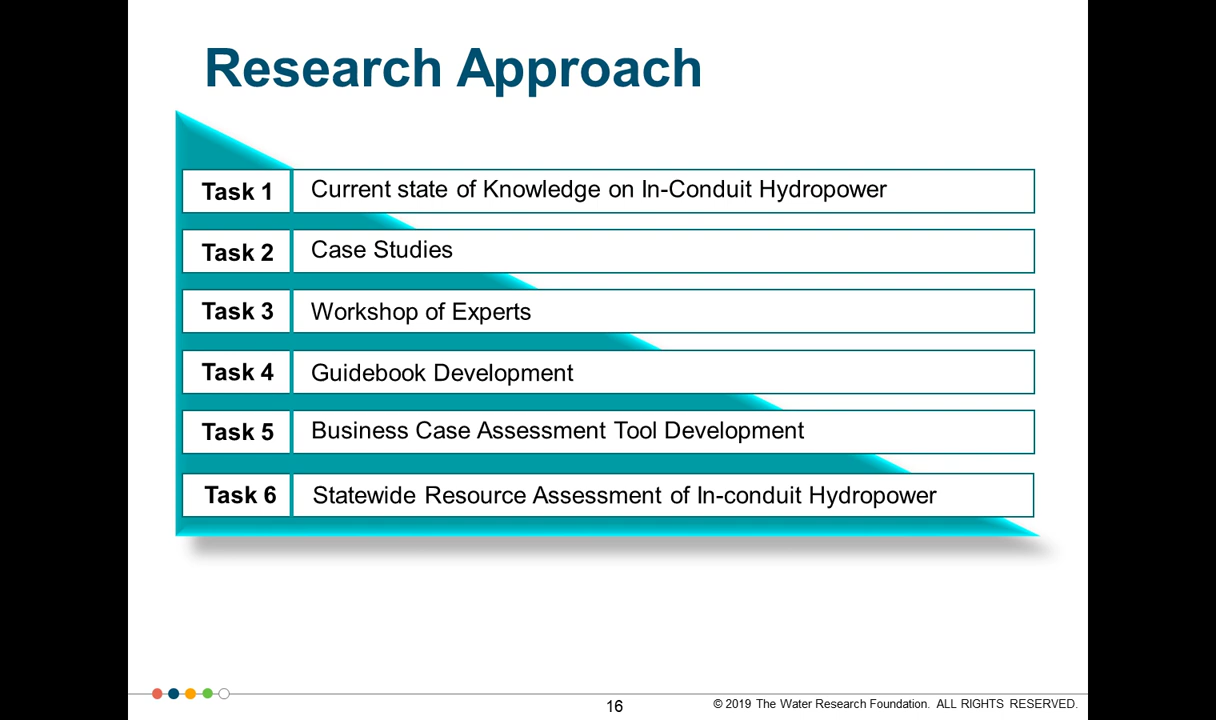 Research Approach
Task 1 Current state of Knowledge on In-Conduit Hydropower
Task 2 Case Studies
Task 3 Workshop of Experts
Task 4 Guidebook Development
Task 5 Business Case Assessment Tool Development
Task 6 Statewide Resource Assessment of In-conduit Hydropower
16
© 2019 The Water Research Foundation. ALL RIGHTS RESERVED.